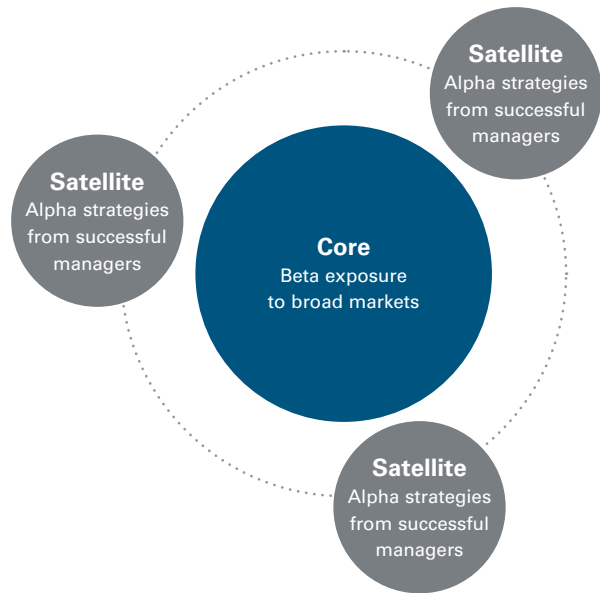 Satellite
Alpha strategies
from successful
managers
Satellite
Alpha strategies
from successful
managers
Core
Beta exposure
to broad markets
Satellite
Alpha strategies
from successful
managers